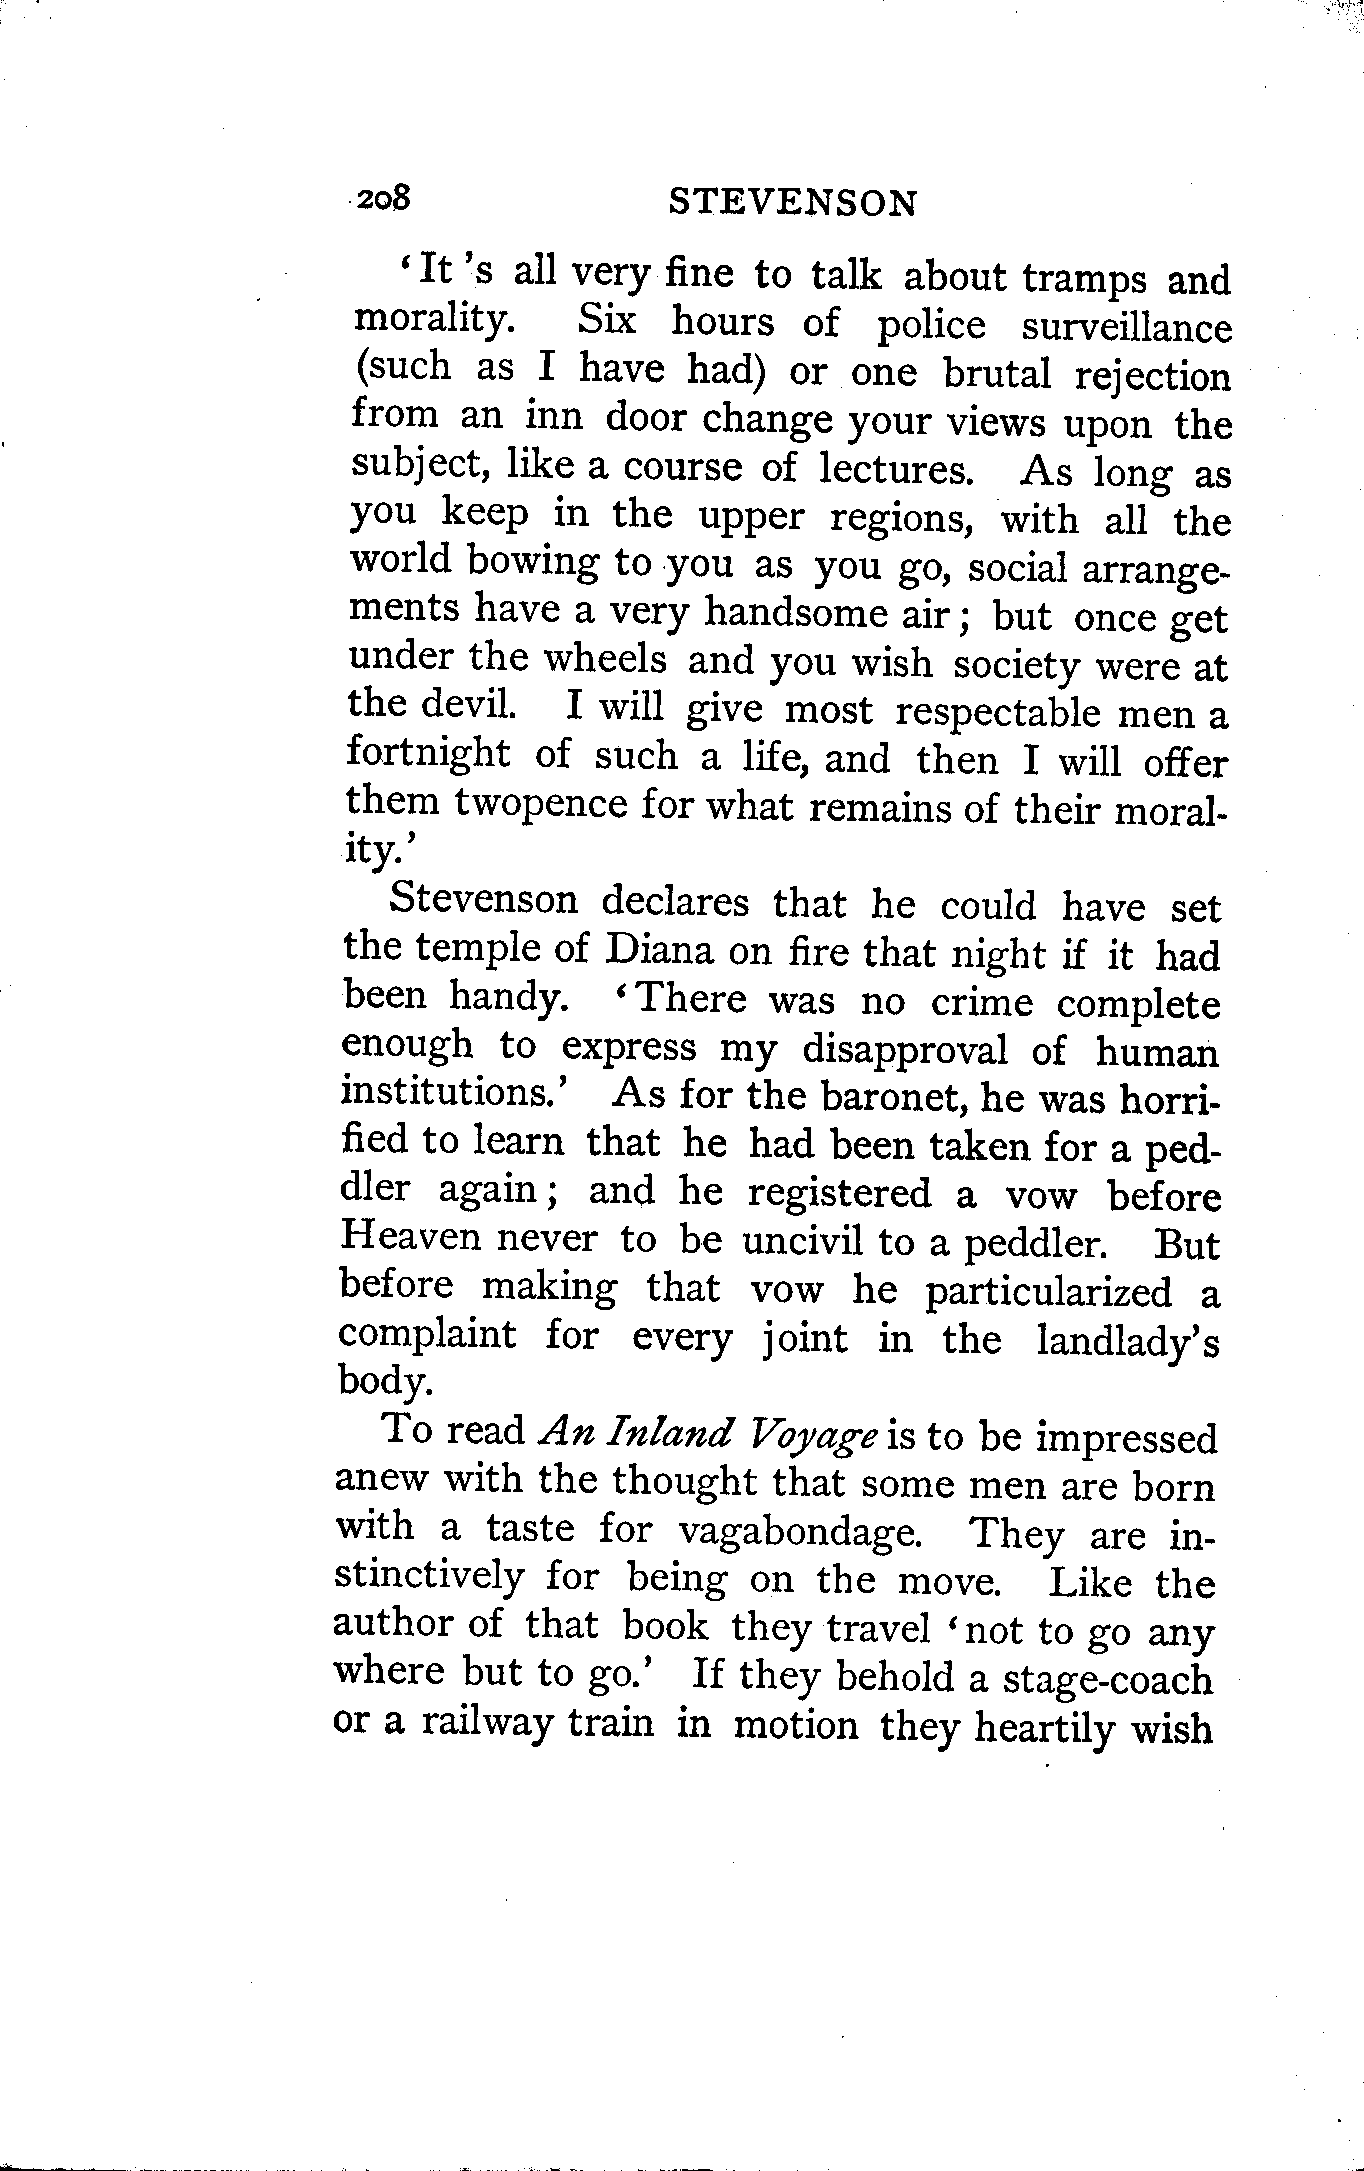 208 STEVENSON
‘It ’s all very fine to talk about tramps and
morality. Six hours of police surveillance
(such as I have had) or one brutal rejection
from an inn door change your views upon the
subject, like a course of lectures. As long as
you keep in the upper regions, with all the
world bowing to you as you go, social arrange-
ments have a very handsome air; but once get
under the wheels and you wish society were at
the devil. I will give most respectable men a
fortnight of such a life, and then I will offer
them twopence for what remains of their moral-
ity.’
Stevenson declares that he could have set
the temple of Diana on fire that night if it had
been handy. ‘There was no crime complete
enough to express my disapproval of human
institutions.’ As for the baronet, he was horri-
fied to learn that he had been taken for a ped-
dler again; and he registered a vow before
Heaven never to be uncivil to a peddler. But
before making that vow he particularized a
complaint for every joint in the landlady’s
body.
To read An Inland Voyage is to be impressed
anew with the thought that some men are born
with a taste for vagabondage. They are in-
stinctively for being on the move. Like the
author of that book they travel ‘not to go any
where but to go.’ If they behold a stage-coach
or a railway train in motion they heartily wish